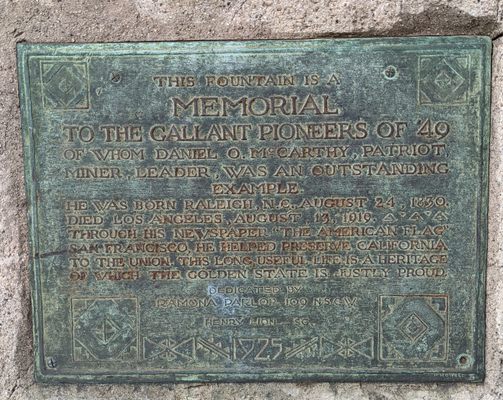 THIS FOUNTAIN IS A
MEMORIAL
TO THE GALLANT PIONEERS OF '49
OF WHOM DANIEL O. McCARTHY, PATRIOT,
MINER, LEADER, WAS AN OUTSTANDING
EXAMPLE.
HE WAS BORN RALEIGH, N.C., AUGUST 24, 1830,
DIED, LOS ANGELES, AUGUST 13, 1919.
THROUGH HIS NEWSPAPER "THE AMERICAN FLAG"
SAN FRANCISCO, HE HELPED PRESERVE CALIFORNIA
TO THE UNION. THIS LONG, USEFUL LIFE IS A HERITAGE
OF WHICH THE GOLDEN STATE IS JUSTLY PROUD.
DEDICATED BY
RAMONA PARLOR 109 N.S.G.W.
HENRY LION
1925